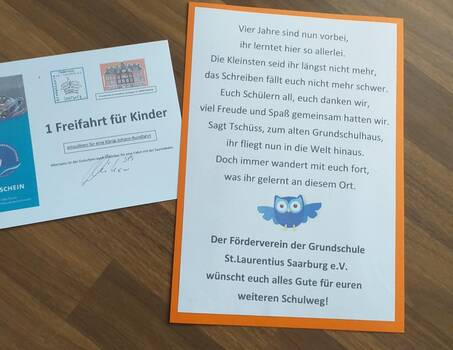 1 Freifahrt für Kinder
SCHEIN
Vier Jahre sind nun vorbei,
ihr lerntet hier so allerlei.
Die Kleinsten seid ihr längst nicht mehr,
das Schreiben fällt euch nicht mehr schwer.
Euch Schülern all, euch danken wir,
viel Freude und Spaß gemeinsam hatten wir.
Sagt Tschüss, zum alten Grundschulhaus,
ihr fliegt nun in die Welt hinaus.
Doch immer wandert mit euch fort,
was ihr gelernt an diesem Ort.
Der Förderverein der Grundschule
St.Laurentius Saarburg e.V.
wünscht euch alles Gute für euren
weiteren Schulweg!